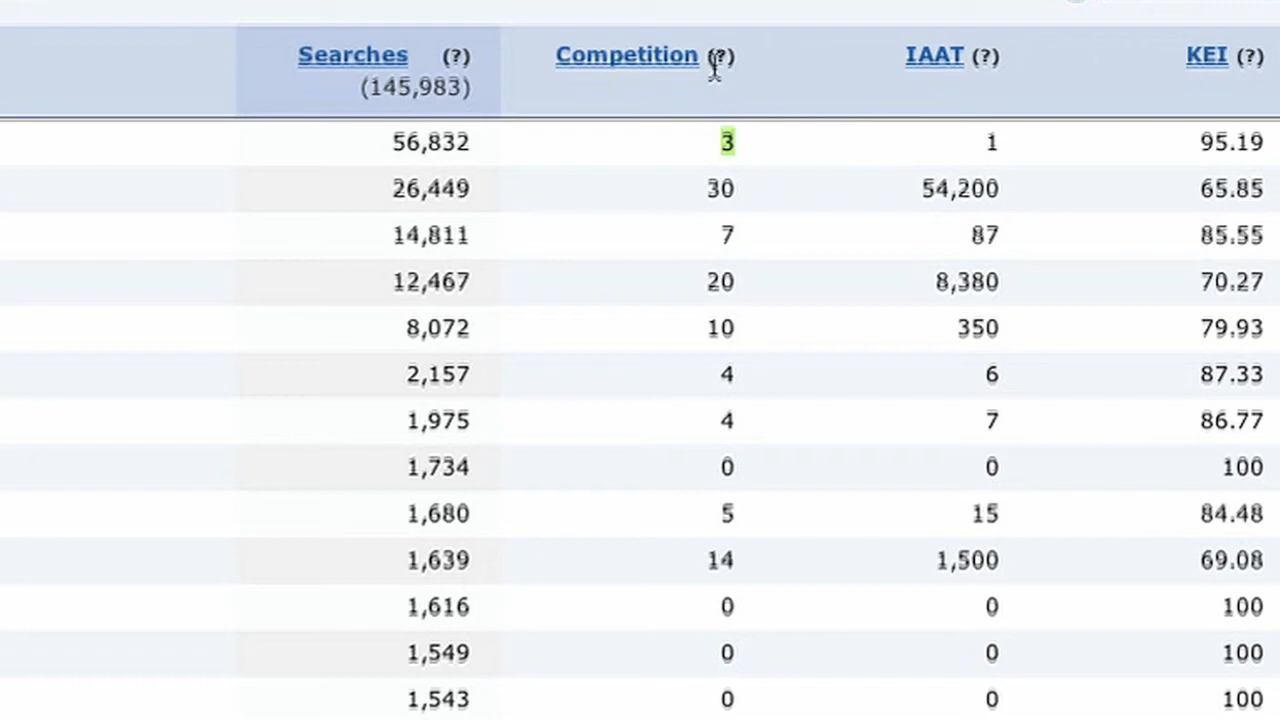 Searches (?) Competition (?) IAAT (?) KEI (?)
(145,983)
56,832 3 1 95.19
26,449 30 54,200 65.85
14,811 7 87 85.55
12,467 20 8,380 70.27
8,072 10 350 79.93
2,157 4 6 87.33
1,975 4 7 86.77
1,734 0 0 100
1,680 5 15 84.48
1,639 14 1,500 69.08
1,616 0 0 100
1,549 0 0 100
1,543 0 0 100